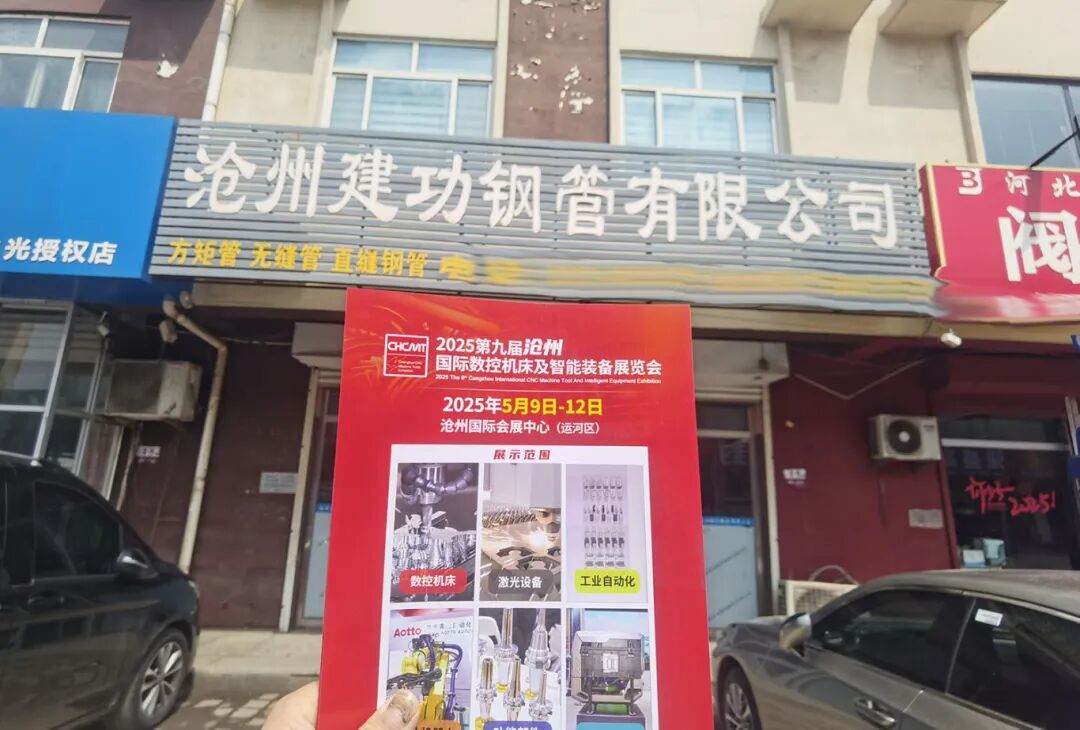 沧州建功钢管有限公司
方矩管 无缝管 直缝钢管
光授权店
河北
阀
CHCMT
2025第九届沧州
国际数控机床及智能装备展览会
2025 The 9th Cangzhou International CNC Machine Tool And Intelligent Equipment Exhibition
2025年5月9日-12日
沧州国际会展中心（运河区）
展示范围
数控机床
激光设备
工业自动化
Aotto
2025!